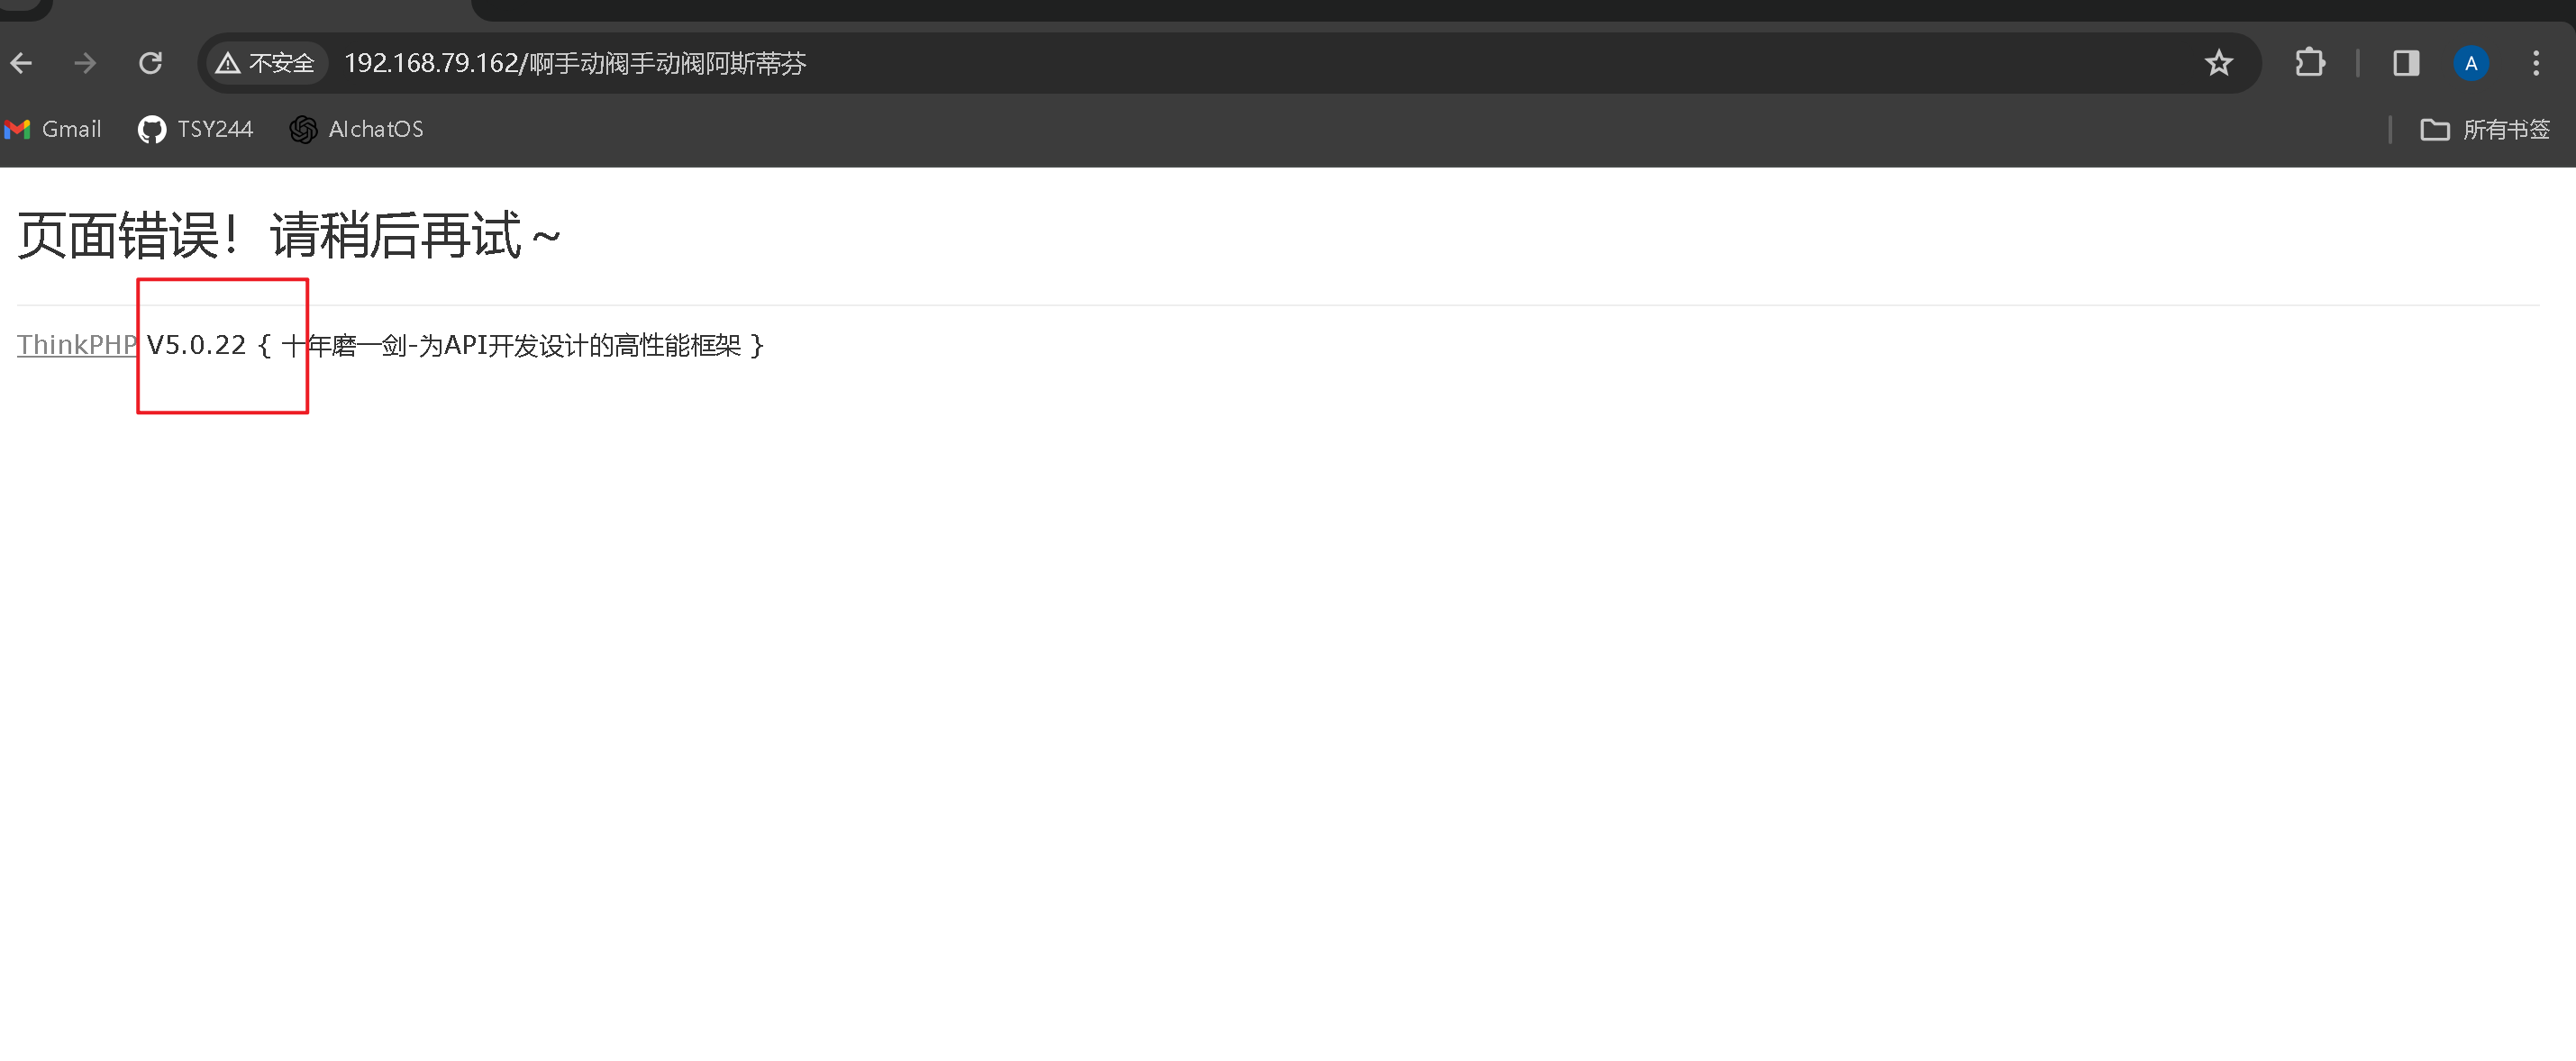 不安全 192.168.79.162/啊手动阀手动阀阿斯蒂芬 A
Gmail TSY244 AIchatOS 所有书签
页面错误！请稍后再试～
ThinkPHP V5.0.22 { 十年磨一剑-为API开发设计的高性能框架 }